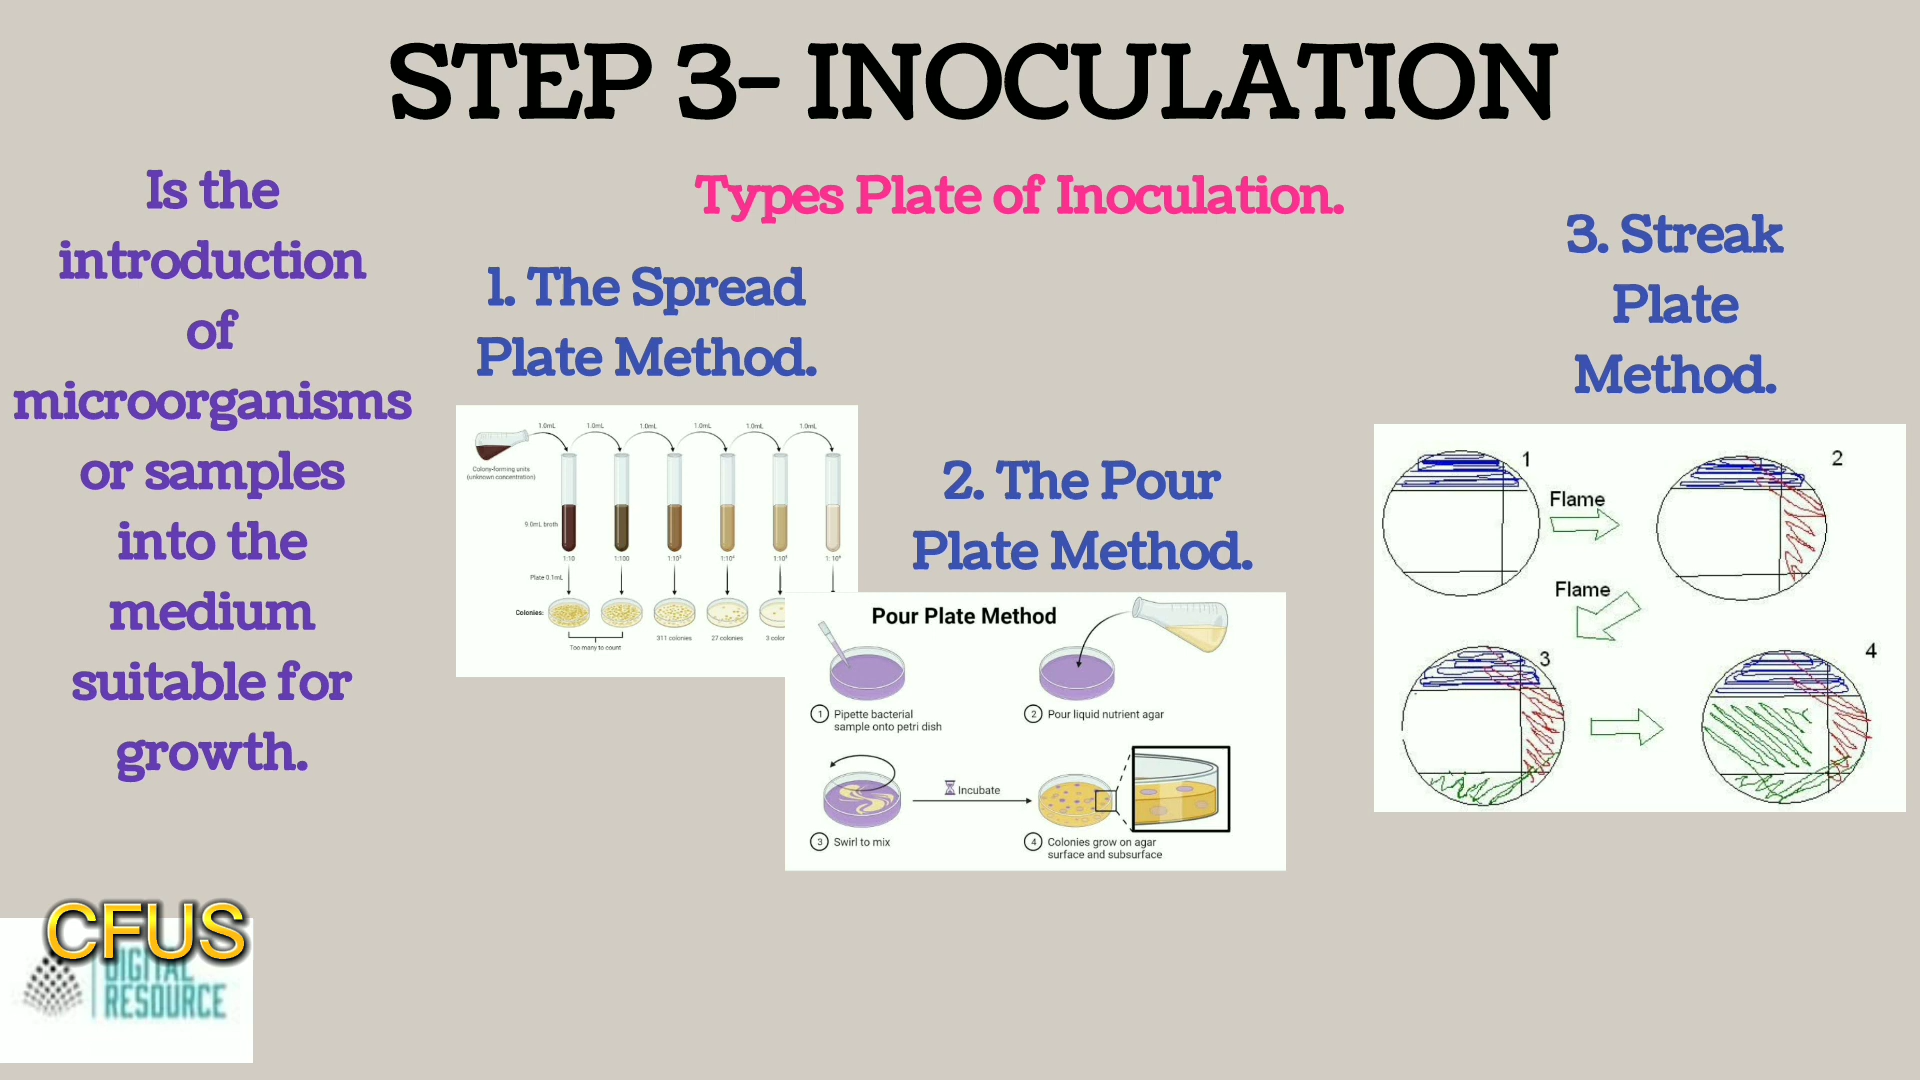 STEP 3- INOCULATION
Is the
introduction
of
microorganisms
or samples
into the
medium
suitable for
growth.
Types Plate of Inoculation.
1. The Spread
Plate Method.
1.0mL 1.0mL 1.0mL 1.0mL 1.0mL 1.0mL
Colony-forming units
(unknown concentration)
9.0mL broth
1:10 1:100
Plate 0.1mL
Colonies:
311 colonies 27 colonies
Too many to count
2. The Pour
Plate Method.
Pour Plate Method
1 Pipette bacterial
sample onto petri dish
2 Pour liquid nutrient agar
Incubate
3 Swirl to mix
4 Colonies grow on agar
surface and subsurface
3. Streak
Plate
Method.
1
2
Flame
Flame
3
4
CFUS
DIGITAL
RESOURCE